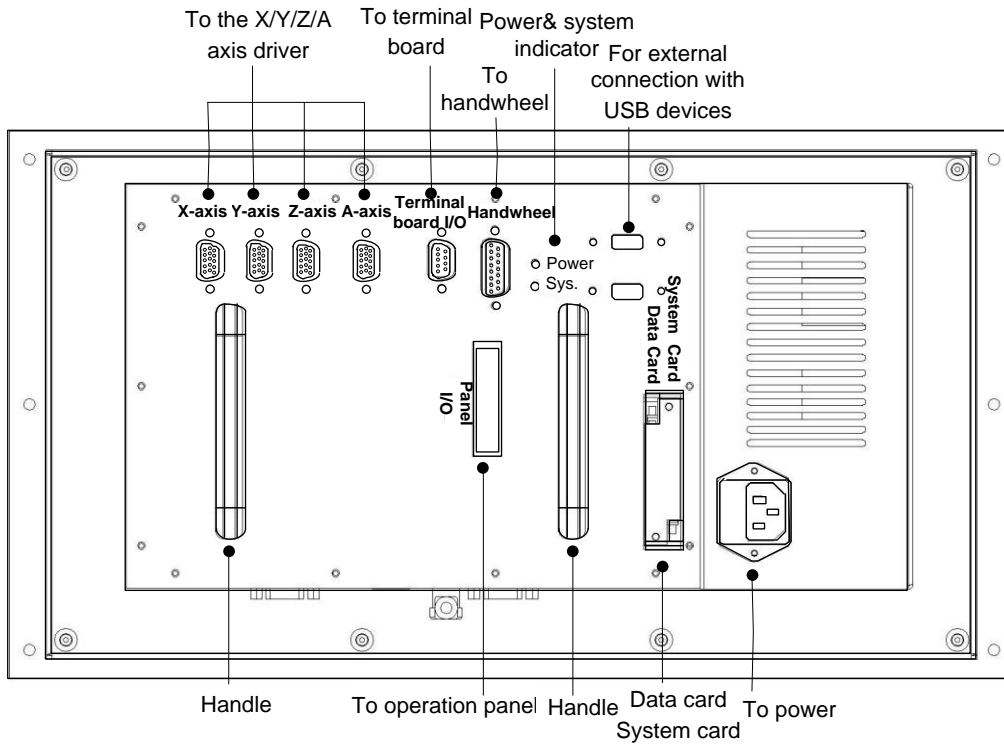 To the X/Y/Z/A
axis driver
To terminal
board
Power& system
indicator
To
handwheel
For external
connection with
USB devices
X-axis Y-axis Z-axis A-axis
Terminal
board I/O
Handwheel
Power
Sys.
System Card
Data Card
Panel
I/O
Handle
To operation panel
Handle
Data card
System card
To power